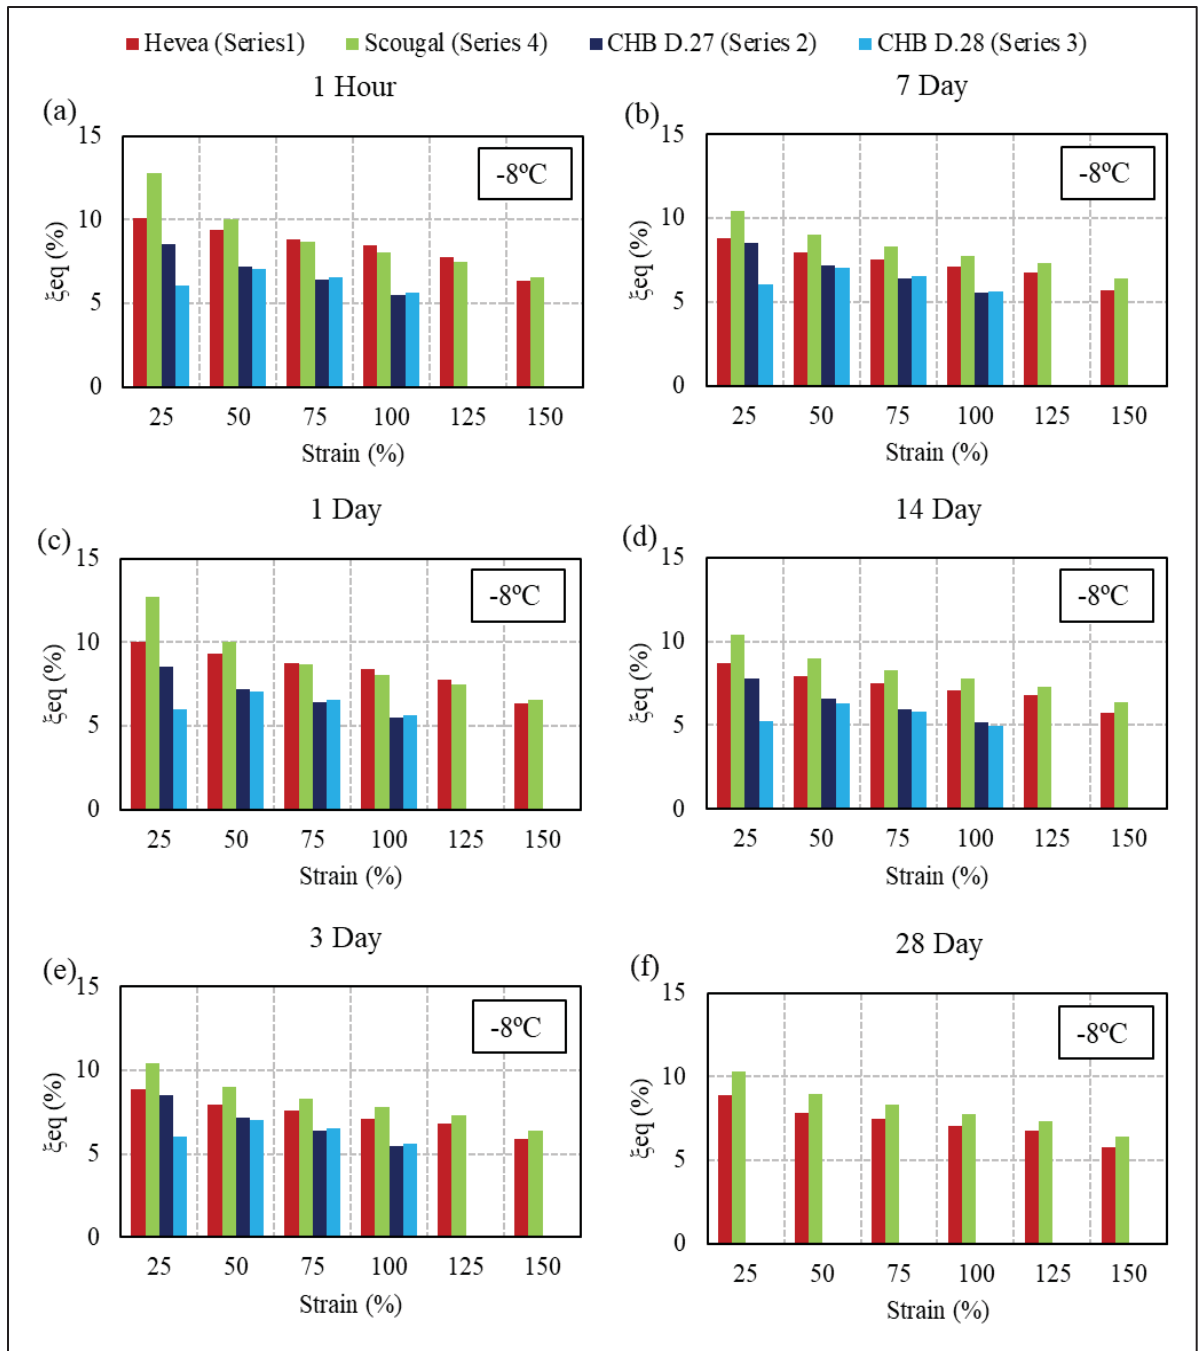 Hevea (Series1) Scougal (Series 4) CHB D.27 (Series 2) CHB D.28 (Series 3)
1 Hour
(a)
15
10
5
0
ξeq (%)
-8ºC
25 50 75 100 125 150
Strain (%)
7 Day
(b)
15
10
5
0
ξeq (%)
-8ºC
25 50 75 100 125 150
Strain (%)
1 Day
(c)
15
10
5
0
ξeq (%)
-8ºC
25 50 75 100 125 150
Strain (%)
14 Day
(d)
15
10
5
0
ξeq (%)
-8ºC
25 50 75 100 125 150
Strain (%)
3 Day
(e)
15
10
5
0
ξeq (%)
-8ºC
25 50 75 100 125 150
Strain (%)
28 Day
(f)
15
10
5
0
ξeq (%)
-8ºC
25 50 75 100 125 150
Strain (%)